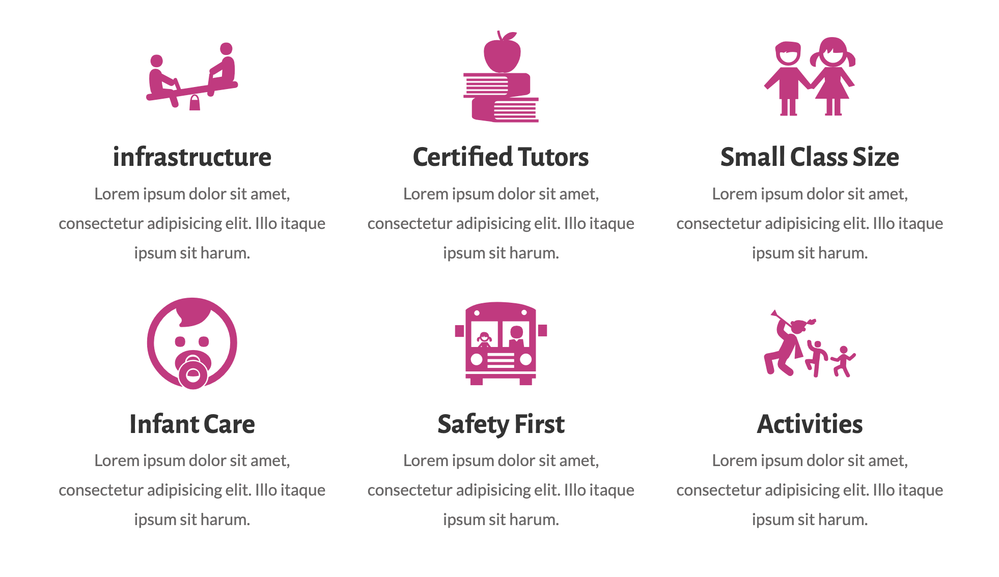 infrastructure
Lorem ipsum dolor sit amet,
consectetur adipisicing elit. Illo itaque
ipsum sit harum.
Certified Tutors
Lorem ipsum dolor sit amet,
consectetur adipisicing elit. Illo itaque
ipsum sit harum.
Small Class Size
Lorem ipsum dolor sit amet,
consectetur adipisicing elit. Illo itaque
ipsum sit harum.
Infant Care
Lorem ipsum dolor sit amet,
consectetur adipisicing elit. Illo itaque
ipsum sit harum.
Safety First
Lorem ipsum dolor sit amet,
consectetur adipisicing elit. Illo itaque
ipsum sit harum.
Activities
Lorem ipsum dolor sit amet,
consectetur adipisicing elit. Illo itaque
ipsum sit harum.